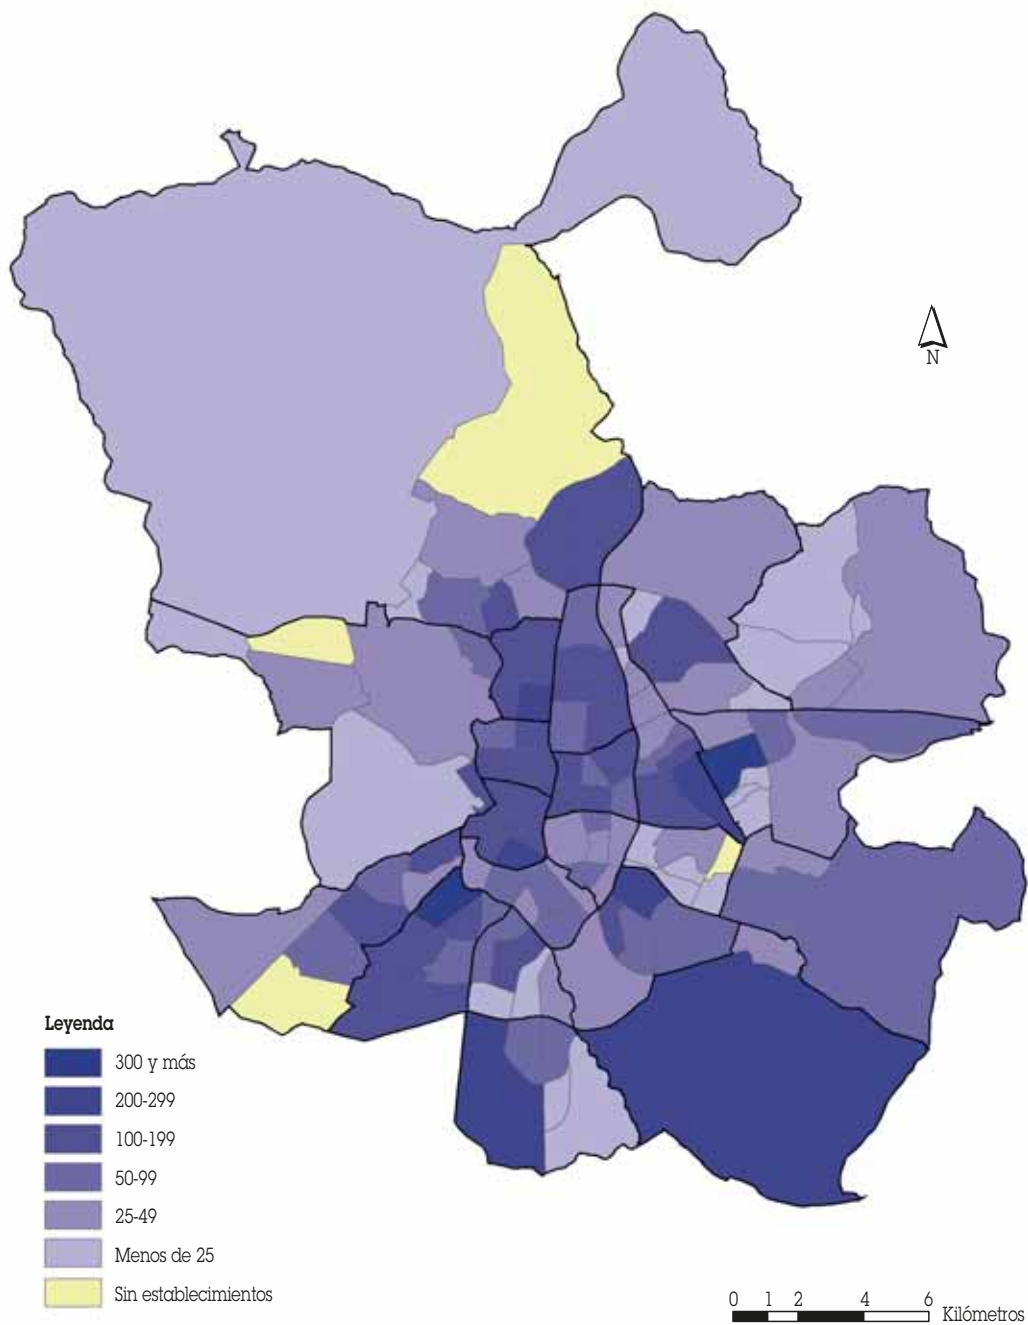 N
Leyenda
300 y más
200-299
100-199
50-99
25-49
Menos de 25
Sin establecimientos
0 1 2 4 6 Kilómetros